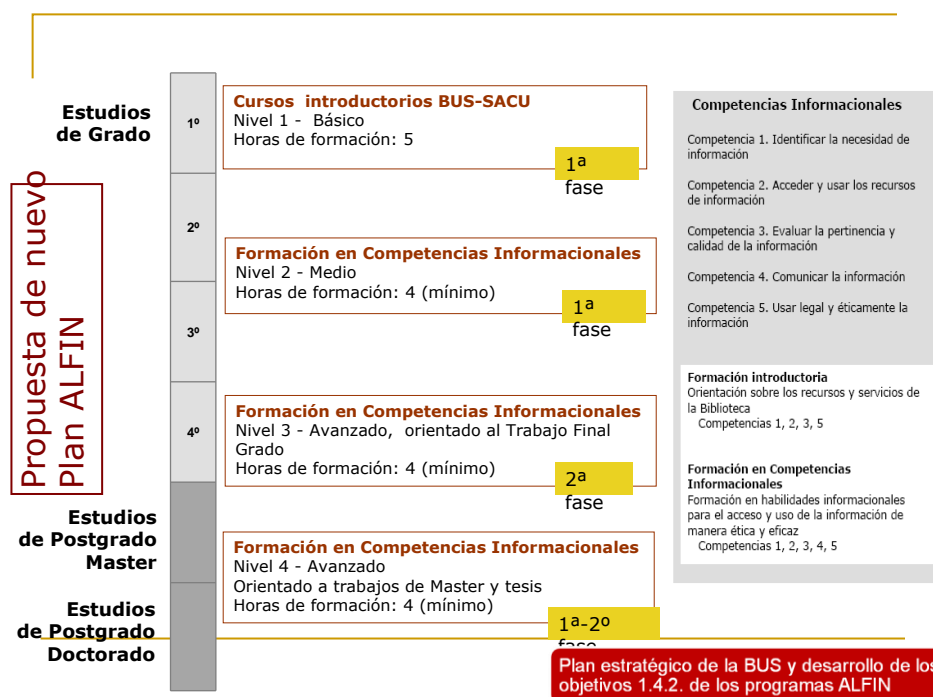 Propuesta de nuevo
Plan ALFIN
Estudios
de Grado
1º
2º
3º
4º
Estudios
de Postgrado
Master
Estudios
de Postgrado
Doctorado
Cursos introductorios BUS-SACU
Nivel 1 - Básico
Horas de formación: 5
1ª
fase
Formación en Competencias Informacionales
Nivel 2 - Medio
Horas de formación: 4 (mínimo)
1ª
fase
Formación en Competencias Informacionales
Nivel 3 - Avanzado, orientado al Trabajo Final
Grado
Horas de formación: 4 (mínimo)
2ª
fase
Formación en Competencias Informacionales
Nivel 4 - Avanzado
Orientado a trabajos de Master y tesis
Horas de formación: 4 (mínimo)
1ª-2º
fase
Competencias Informacionales
Competencia 1. Identificar la necesidad de
información
Competencia 2. Acceder y usar los recursos
de información
Competencia 3. Evaluar la pertinencia y
calidad de la información
Competencia 4. Comunicar la información
Competencia 5. Usar legal y éticamente la
información
Formación introductoria
Orientación sobre los recursos y servicios de
la Biblioteca
Competencias 1, 2, 3, 5
Formación en Competencias
Informacionales
Formación en habilidades informacionales
para el acceso y uso de la información de
manera ética y eficaz
Competencias 1, 2, 3, 4, 5
Plan estratégico de la BUS y desarrollo de los
objetivos 1.4.2. de los programas ALFIN